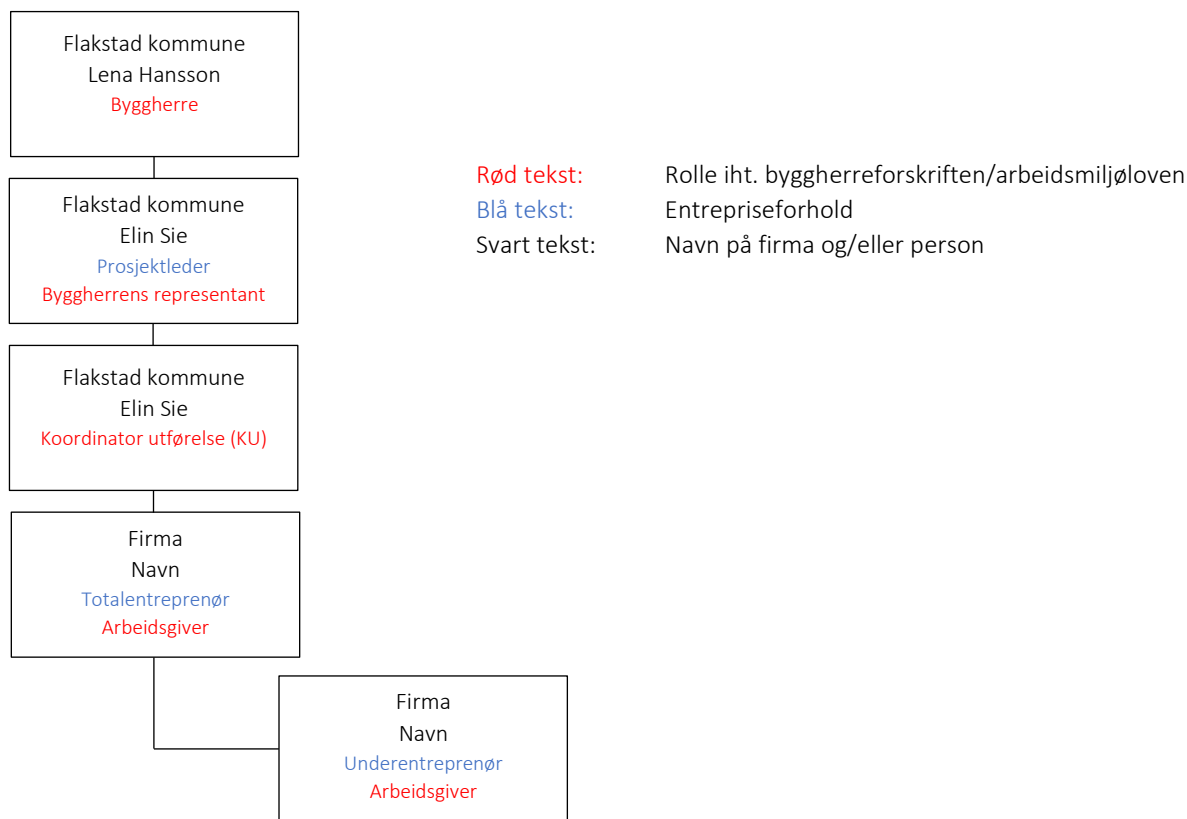 Flakstad kommune
Lena Hansson
Byggherre
Flakstad kommune
Elin Sie
Prosjektleder
Byggherrens representant
Flakstad kommune
Elin Sie
Koordinator utførelse (KU)
Firma
Navn
Totalentreprenør
Arbeidsgiver
Firma
Navn
Underentreprenør
Arbeidsgiver
Rød tekst: Rolle iht. byggherreforskriften/arbeidsmiljøloven
Blå tekst: Entrepriseforhold
Svart tekst: Navn på firma og/eller person